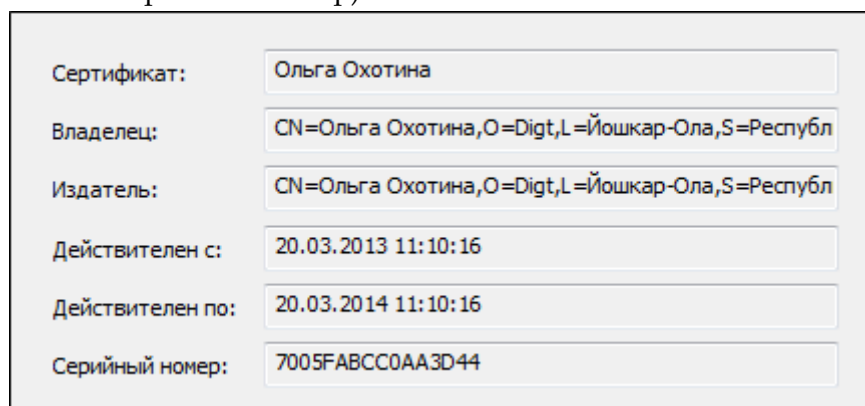 Сертификат: Ольга Охотина
Владелец: CN=Ольга Охотина,O=Digt,L=Йошкар-Ола,S=Республ
Издатель: CN=Ольга Охотина,O=Digt,L=Йошкар-Ола,S=Республ
Действителен с: 20.03.2013 11:10:16
Действителен по: 20.03.2014 11:10:16
Серийный номер: 7005FABCC0AA3D44